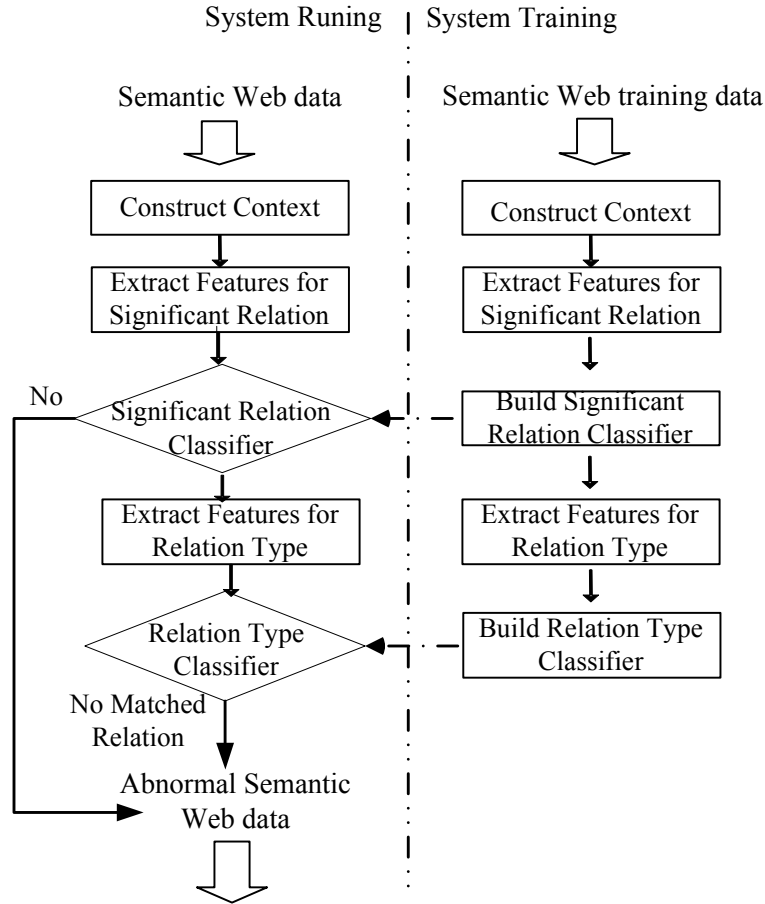 System Runing
System Training
Semantic Web data
Semantic Web training data
Construct Context
Construct Context
Extract Features for
Significant Relation
Extract Features for
Significant Relation
No
Significant Relation
Classifier
Build Significant
Relation Classifier
Extract Features for
Relation Type
Extract Features for
Relation Type
Relation Type
Classifier
Build Relation Type
Classifier
No Matched
Relation
Abnormal Semantic
Web data